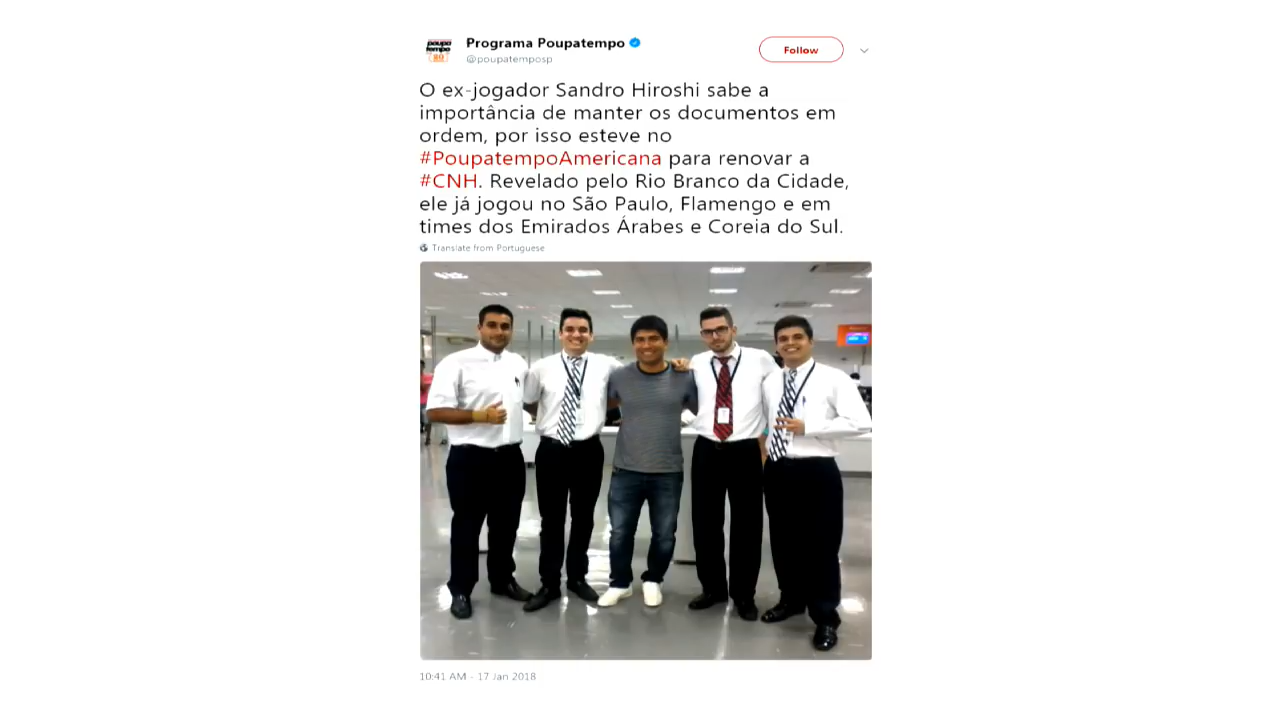 Programa Poupatempo
@poupatemposp
Follow
O ex-jogador Sandro Hiroshi sabe a
importância de manter os documentos em
ordem, por isso esteve no
#PoupatempoAmericana para renovar a
#CNH. Revelado pelo Rio Branco da Cidade,
ele já jogou no São Paulo, Flamengo e em
times dos Emirados Árabes e Coreia do Sul.
Translate from Portuguese
10:41 AM - 17 Jan 2018